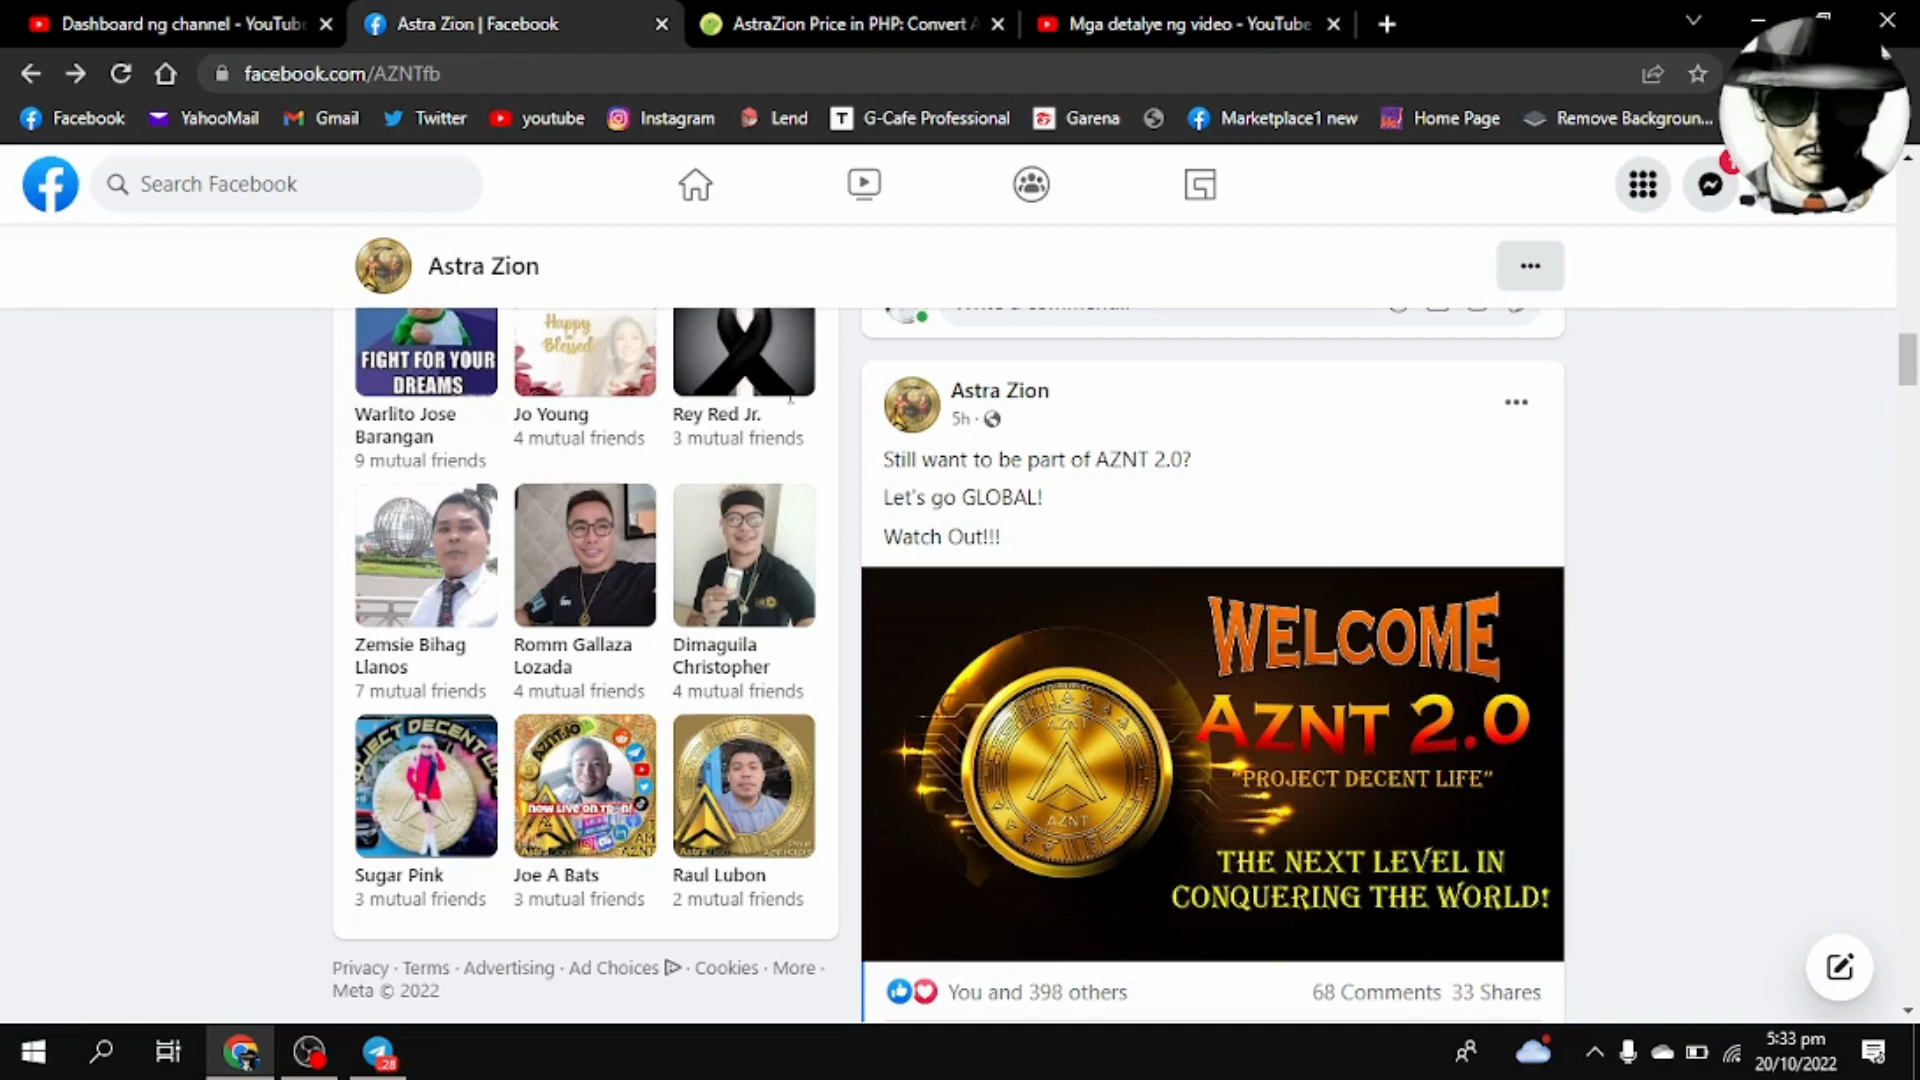 Dashboard ng channel - YouTub
Astra Zion | Facebook
AstraZion Price in PHP: Convert A
Mga detalye ng video - YouTube
facebook.com/AZNTfb
Facebook
YahooMail
Gmail
Twitter
youtube
Instagram
Lend
G-Cafe Professional
Garena
Marketplace1 new
Home Page
Remove Backgroun...
Search Facebook
Astra Zion
FIGHT FOR YOUR
DREAMS
Happy
Blessed
Warlito Jose
Barangan
9 mutual friends
Jo Young
4 mutual friends
Rey Red Jr.
3 mutual friends
Zemsie Bihag
Llanos
7 mutual friends
Romm Gallaza
Lozada
4 mutual friends
Dimaguila
Christopher
4 mutual friends
NOW LIVE ON
Sugar Pink
3 mutual friends
Joe A Bats
3 mutual friends
Raul Lubon
2 mutual friends
Privacy · Terms · Advertising · Ad Choices · Cookies · More ·
Meta © 2022
Astra Zion
5h ·
Still want to be part of AZNT 2.0?
Let's go GLOBAL!
Watch Out!!!
WELCOME
AZNT 2.0
"PROJECT DECENT LIFE"
THE NEXT LEVEL IN
CONQUERING THE WORLD!
AZNT
AZNT
You and 398 others
68 Comments 33 Shares
28
5:33 pm
20/10/2022